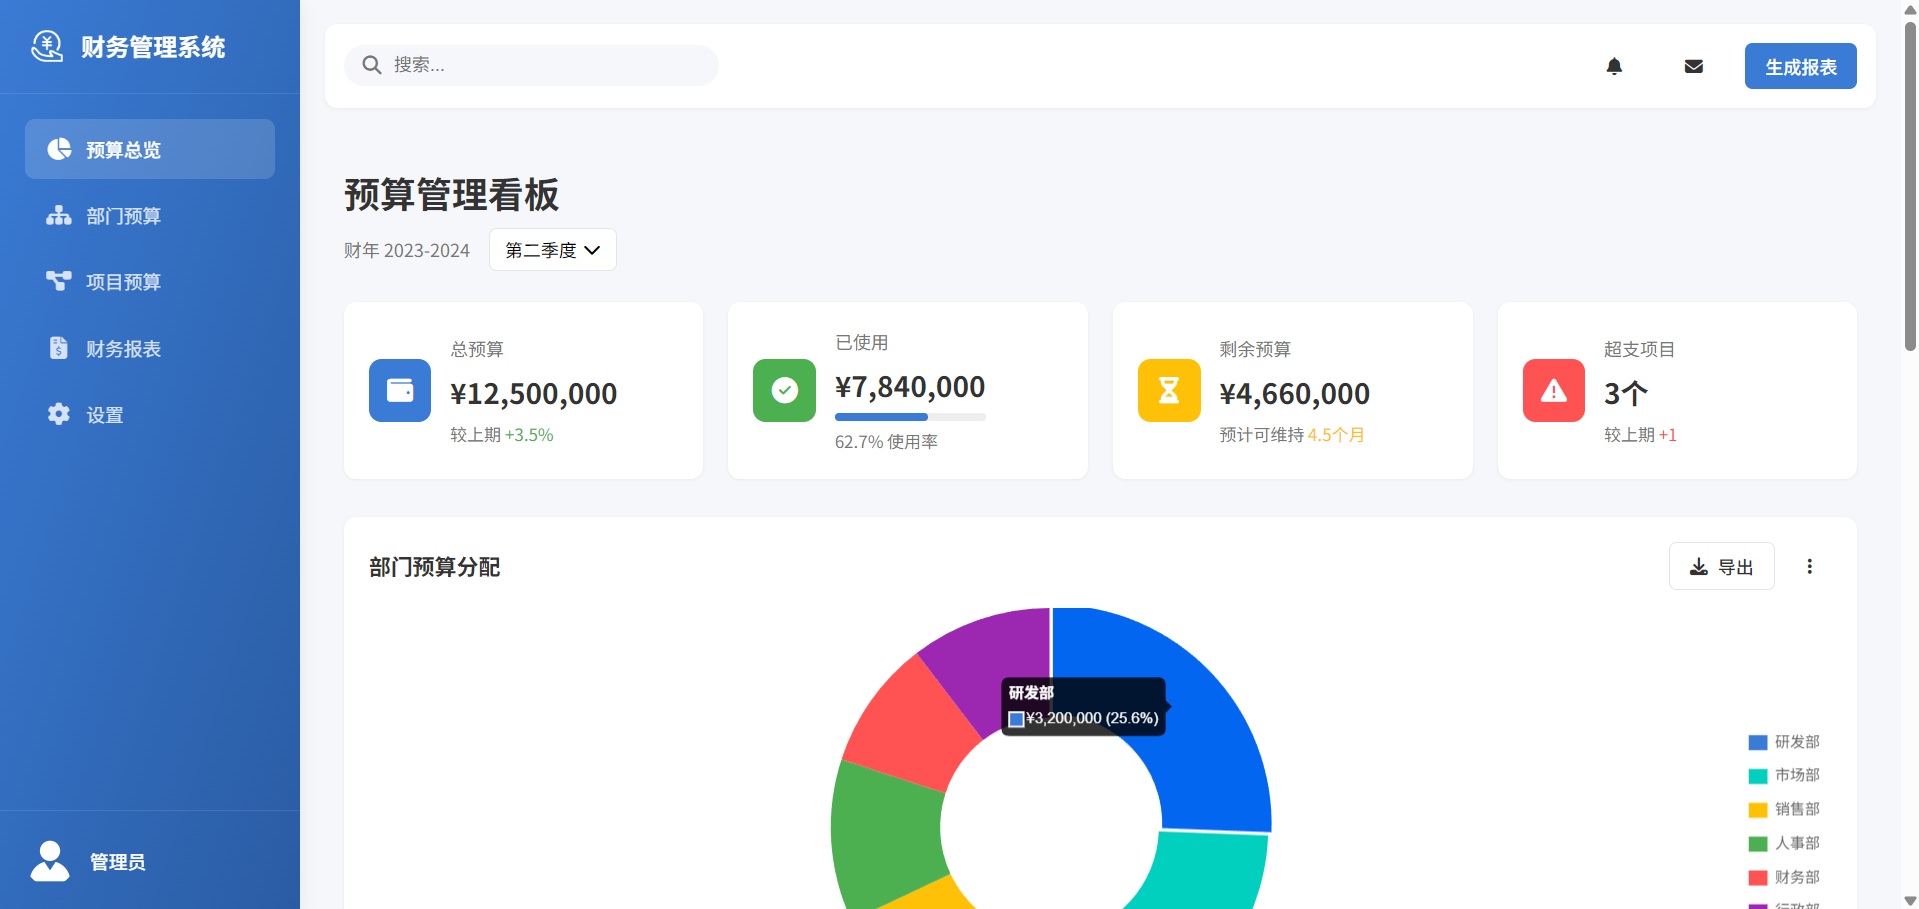 财务管理系统
预算总览
部门预算
项目预算
财务报表
设置
管理员
搜索...
生成报表
预算管理看板
财年 2023-2024
第二季度
总预算
¥12,500,000
较上期 +3.5%
已使用
¥7,840,000
62.7% 使用率
剩余预算
¥4,660,000
预计可维持 4.5个月
超支项目
3个
较上期 +1
部门预算分配
导出
研发部
¥3,200,000 (25.6%)
研发部
市场部
销售部
人事部
财务部
行政部